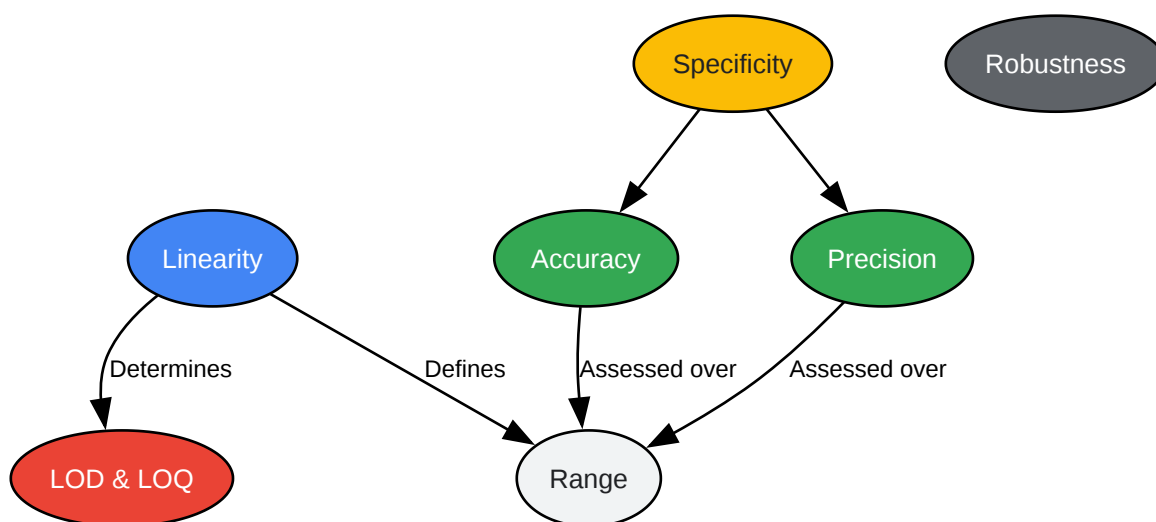 Specificity
Robustness
Linearity
Accuracy
Precision
Determines
Defines
Assessed over
Assessed over
LOD & LOQ
Range